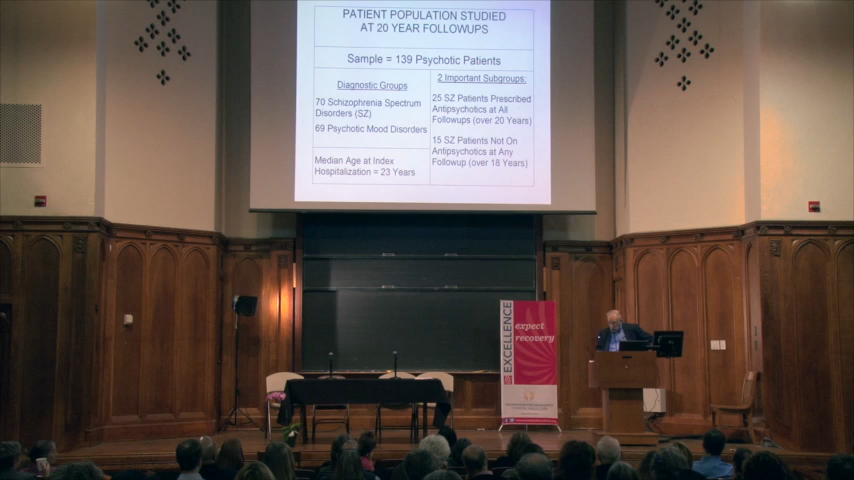 PATIENT POPULATION STUDIED
AT 20 YEAR FOLLOWUPS
Sample = 139 Psychotic Patients
Diagnostic Groups
70 Schizophrenia Spectrum
Disorders (SZ)
69 Psychotic Mood Disorders
Median Age at Index
Hospitalization = 23 Years
2 Important Subgroups:
25 SZ Patients Prescribed
Antipsychotics at All
Followups (over 20 Years)
15 SZ Patients Not On
Antipsychotics at Any
Followup (over 18 Years)
EXCELLENCE
expect
recovery